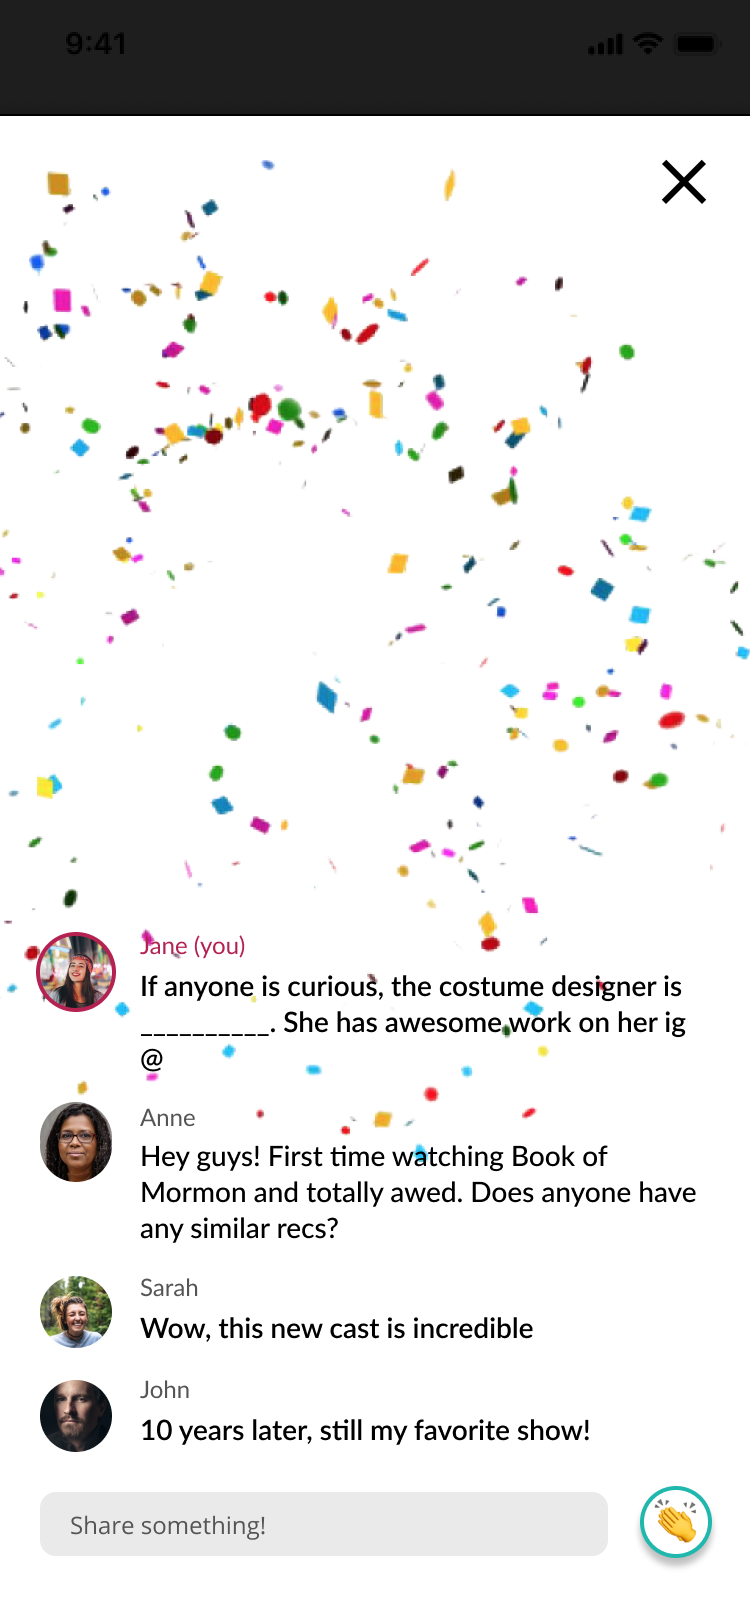 9:41
Jane (you)
If anyone is curious, the costume designer is
__________. She has awesome work on her ig
@
Anne
Hey guys! First time watching Book of
Mormon and totally awed. Does anyone have
any similar recs?
Sarah
Wow, this new cast is incredible
John
10 years later, still my favorite show!
Share something!